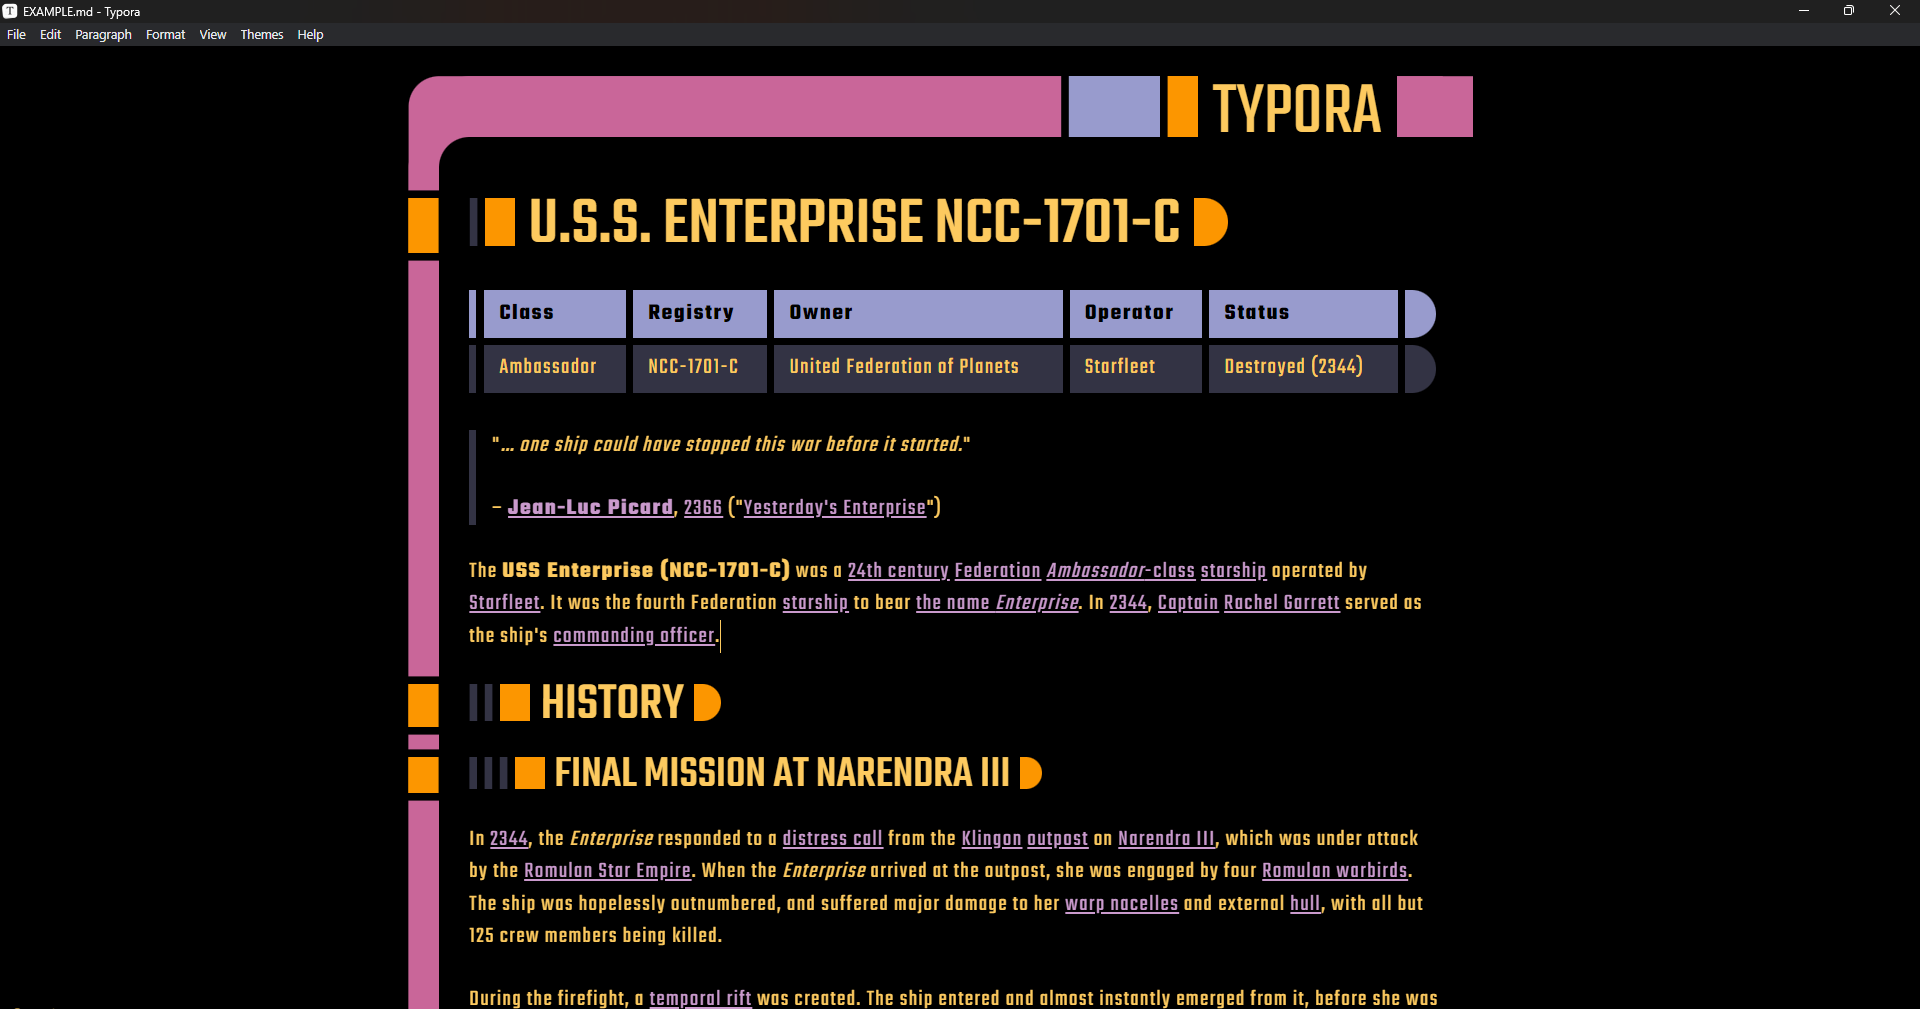 EXAMPLE.md - Typora
File Edit Paragraph Format View Themes Help
TYPORA
U.S.S. ENTERPRISE NCC-1701-C
Class Registry Owner Operator Status
Ambassador NCC-1701-C United Federation of Planets Starfleet Destroyed (2344)
"... one ship could have stopped this war before it started."
– Jean-Luc Picard, 2366 ("Yesterday's Enterprise")
The USS Enterprise (NCC-1701-C) was a 24th century Federation Ambassador-class starship operated by
Starfleet. It was the fourth Federation starship to bear the name Enterprise. In 2344, Captain Rachel Garrett served as
the ship's commanding officer.
HISTORY
FINAL MISSION AT NARENDRA III
In 2344, the Enterprise responded to a distress call from the Klingon outpost on Narendra III, which was under attack
by the Romulan Star Empire. When the Enterprise arrived at the outpost, she was engaged by four Romulan warbirds.
The ship was hopelessly outnumbered, and suffered major damage to her warp nacelles and external hull, with all but
125 crew members being killed.
During the firefight, a temporal rift was created. The ship entered and almost instantly emerged from it, before she was